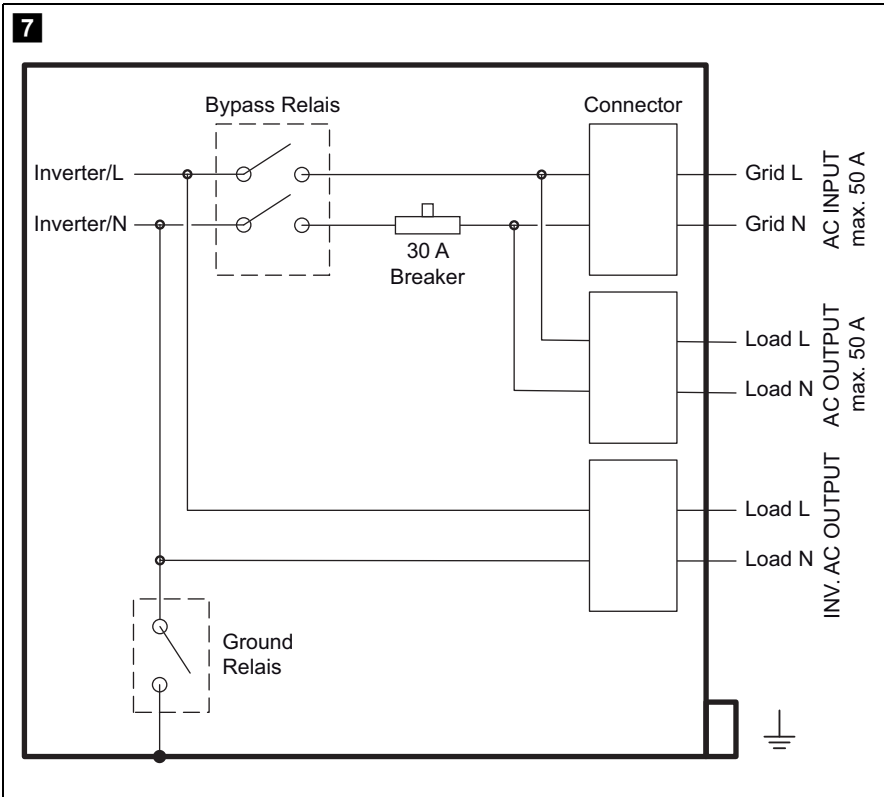 7
Bypass Relais
Connector
Inverter/L
Inverter/N
30 A
Breaker
Grid L
Grid N
AC INPUT
max. 50 A
Load L
Load N
AC OUTPUT
max. 50 A
Load L
Load N
INV. AC OUTPUT
Ground
Relais